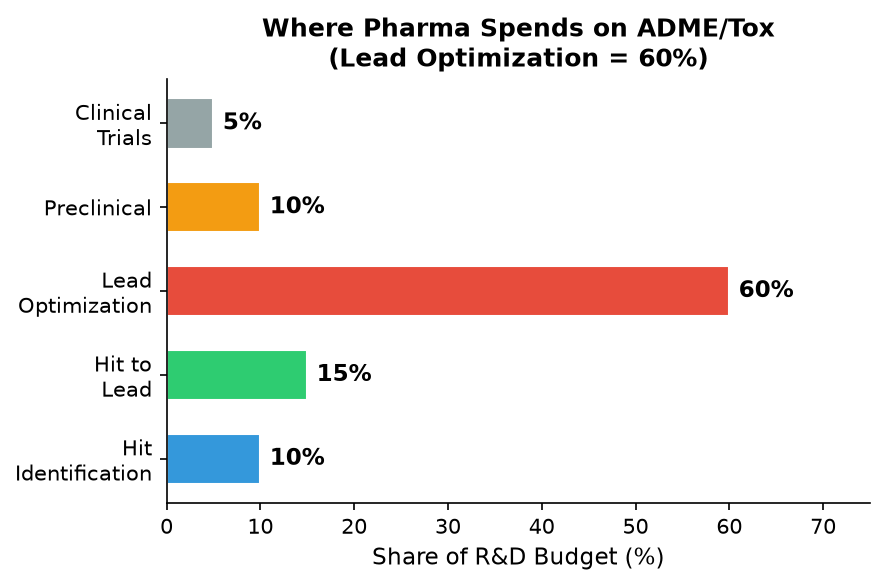 Where Pharma Spends on ADME/Tox
(Lead Optimization = 60%)
Clinical
Trials
5%
Preclinical
10%
Lead
Optimization
60%
Hit to
Lead
15%
Hit
Identification
10%
0 10 20 30 40 50 60 70
Share of R&D Budget (%)